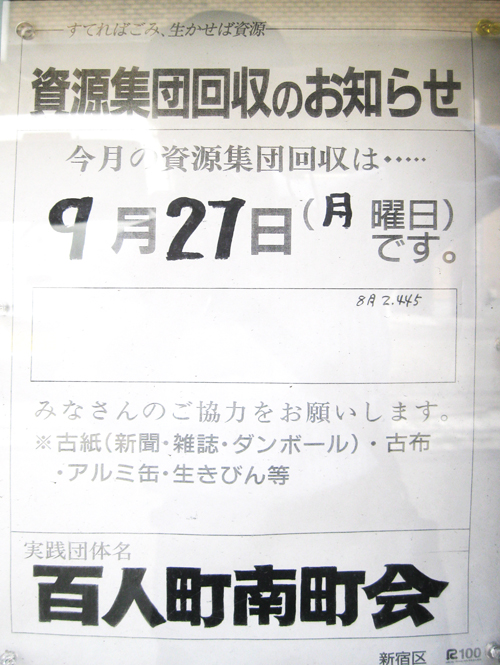 すてればごみ、生かせば資源
資源集団回収のお知らせ
今月の資源集団回収は‥‥‥
9月27日(月曜日)です。
8月 2.445
みなさんのご協力をお願いします。
※古紙(新聞・雑誌・ダンボール)・古布
・アルミ缶・生きびん等
実践団体名
百人町南町会
新宿区 R100